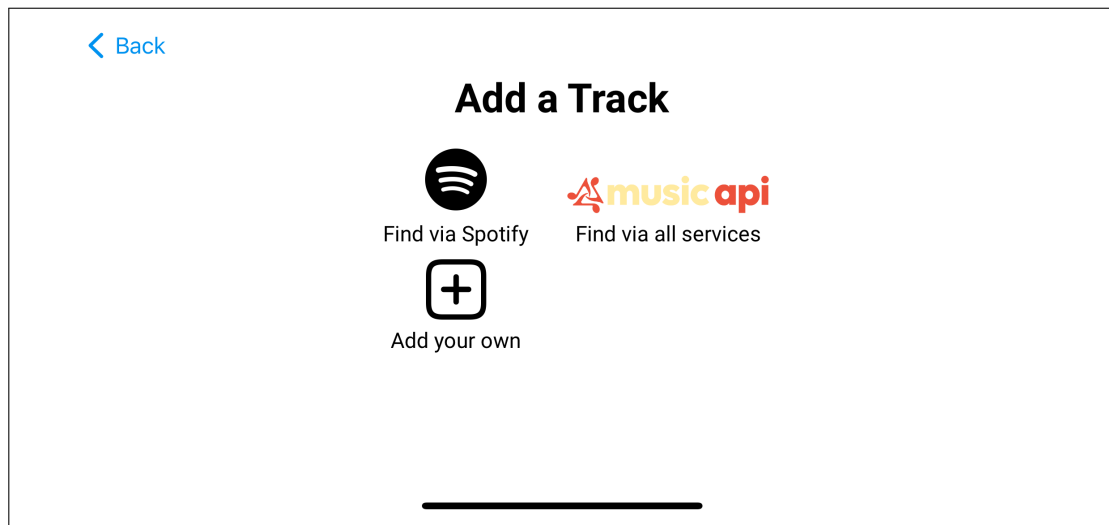 Back
Add a Track
music api
Find via Spotify
Find via all services
Add your own